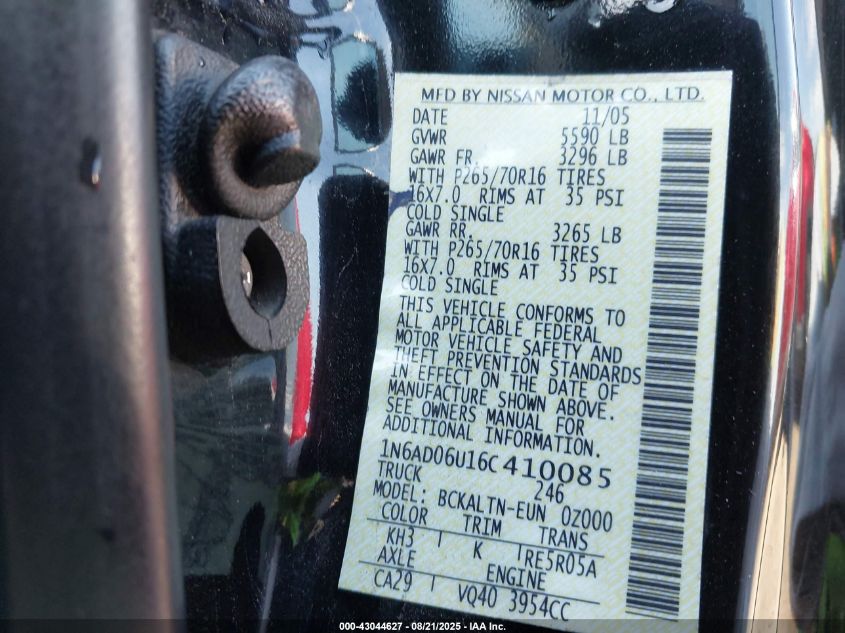 MFD BY NISSAN MOTOR CO., LTD.
DATE 11/05
GVWR 5590 LB
GAWR FR. 3296 LB
WITH P265/70R16 TIRES
16X7.0 RIMS AT 35 PSI
COLD SINGLE
GAWR RR. 3265 LB
WITH P265/70R16 TIRES
16X7.0 RIMS AT 35 PSI
COLD SINGLE
THIS VEHICLE CONFORMS TO
ALL APPLICABLE FEDERAL
MOTOR VEHICLE SAFETY AND
THEFT PREVENTION STANDARDS
IN EFFECT ON THE DATE OF
MANUFACTURE SHOWN ABOVE.
SEE OWNERS MANUAL FOR
ADDITIONAL INFORMATION.
1N6AD06U16C410085
TRUCK 246
MODEL: BCKALTN-EUN 0Z000
COLOR TRIM TRANS
KH3 K RE5R05A
AXLE ENGINE
CA29 VQ40 3954CC
000-43044627 - 08/21/2025 - IAA Inc.